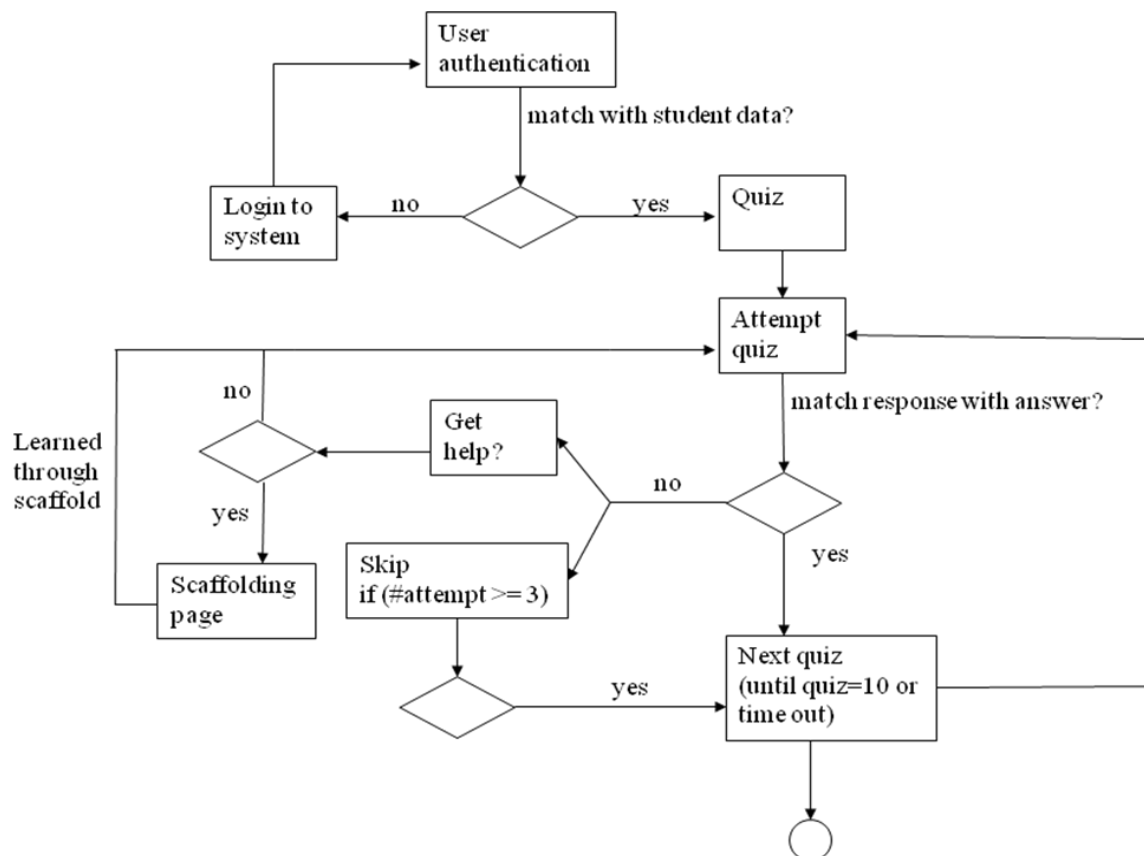 User
authentication
match with student data?
Login to
system
no
yes
Quiz
Attempt
quiz
match response with answer?
no
Get
help?
Learned
through
scaffold
no
yes
yes
Skip
if (#attempt >= 3)
Scaffolding
page
Next quiz
(until quiz=10 or
time out)
yes